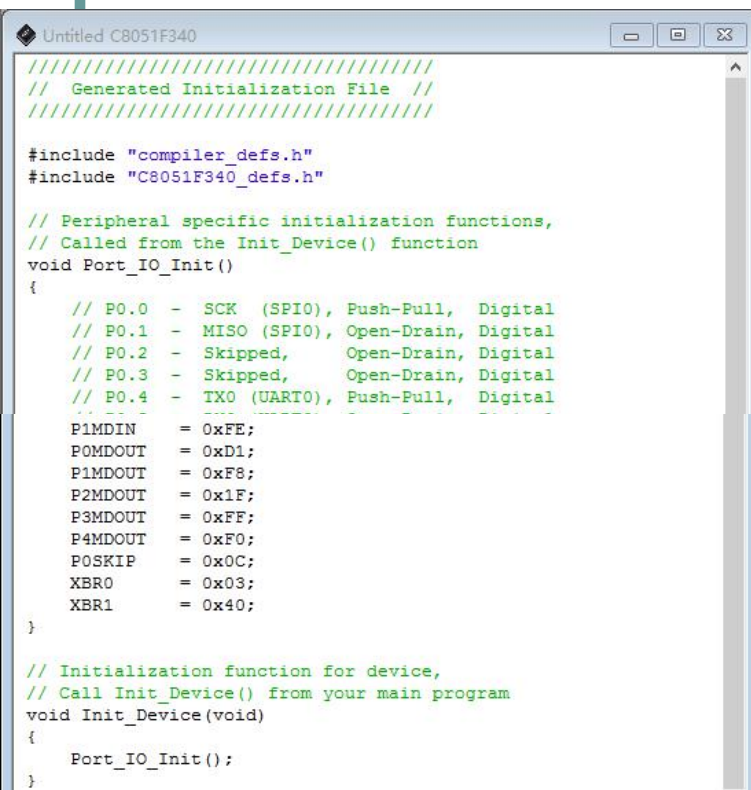 Untitled C8051F340
/////////////////////////////////////
//  Generated Initialization File  //
/////////////////////////////////////
#include "compiler_defs.h"
#include "C8051F340_defs.h"
// Peripheral specific initialization functions,
// Called from the Init_Device() function
void Port_IO_Init()
{
    // P0.0  -  SCK  (SPI0), Push-Pull,  Digital
    // P0.1  -  MISO (SPI0), Open-Drain, Digital
    // P0.2  -  Skipped,     Open-Drain, Digital
    // P0.3  -  Skipped,     Open-Drain, Digital
    // P0.4  -  TX0 (UART0), Push-Pull,  Digital
    P1MDIN    = 0xFE;
    P0MDOUT   = 0xD1;
    P1MDOUT   = 0xF8;
    P2MDOUT   = 0x1F;
    P3MDOUT   = 0xFF;
    P4MDOUT   = 0xF0;
    P0SKIP    = 0x0C;
    XBR0      = 0x03;
    XBR1      = 0x40;
}
// Initialization function for device,
// Call Init_Device() from your main program
void Init_Device(void)
{
    Port_IO_Init();
}